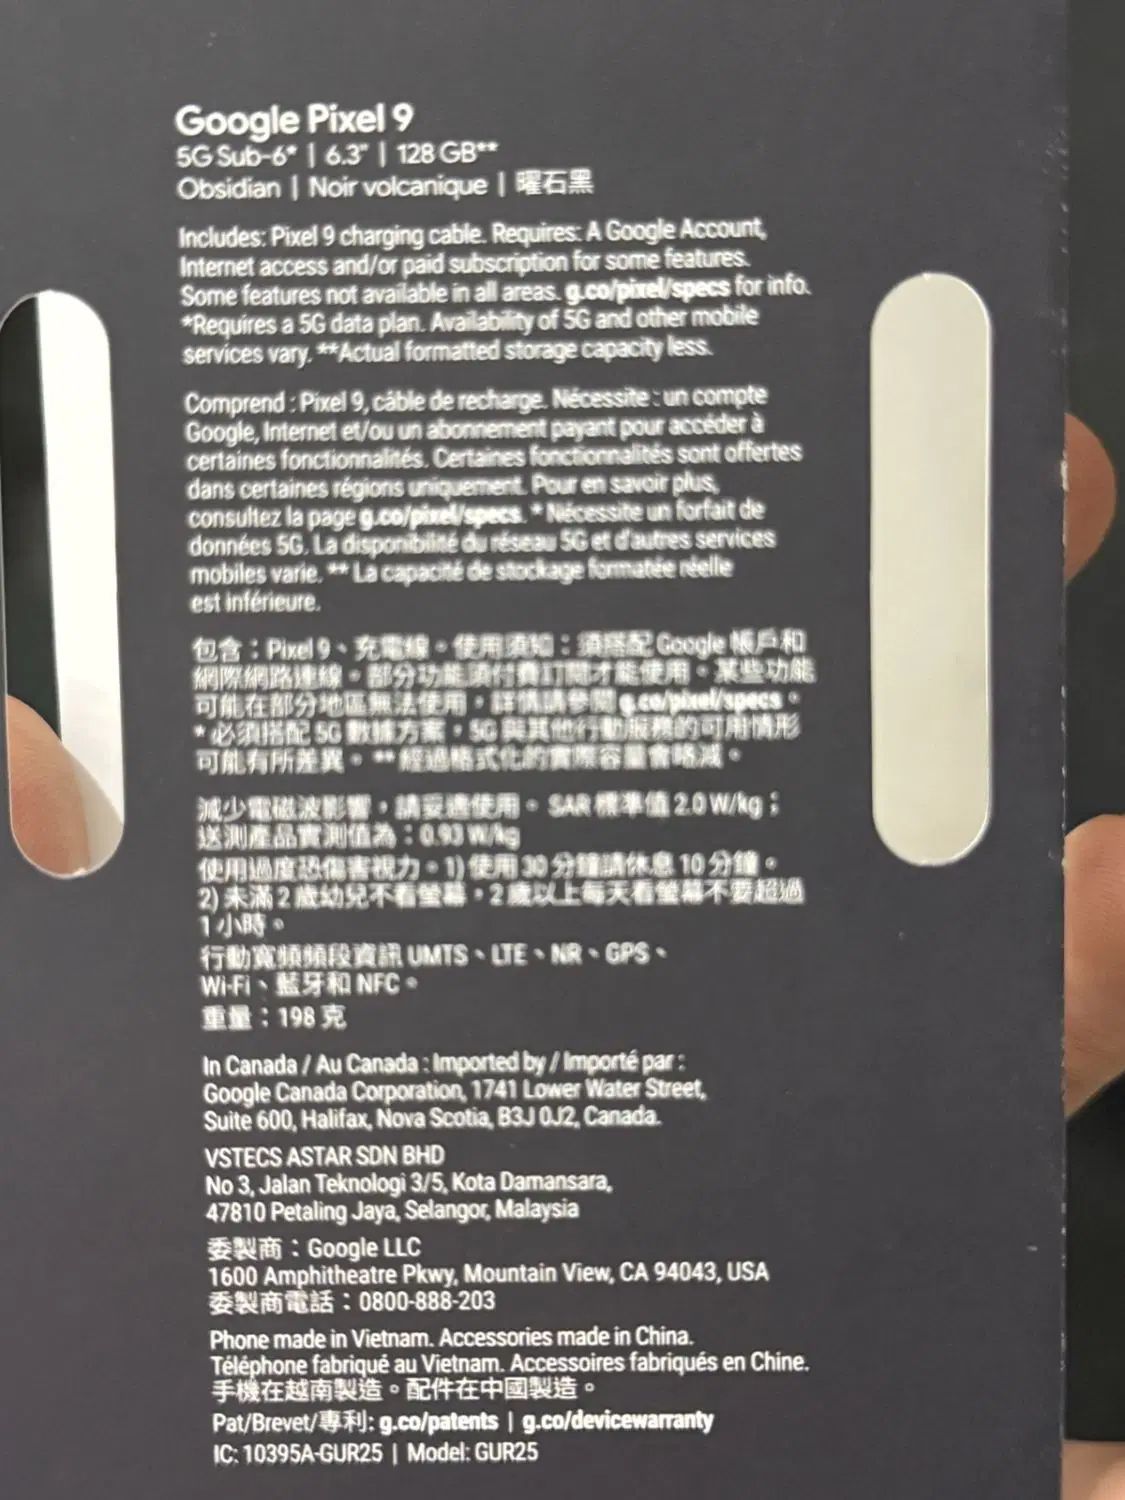 Google Pixel 9
5G Sub-6* | 6.3" | 128 GB**
Obsidian | Noir volcanique | 曜石黑
Includes: Pixel 9 charging cable. Requires: A Google Account,
Internet access and/or paid subscription for some features.
Some features not available in all areas. g.co/pixel/specs for info.
*Requires a 5G data plan. Availability of 5G and other mobile
services vary. **Actual formatted storage capacity less.
Comprend : Pixel 9, câble de recharge. Nécessite : un compte
Google, Internet et/ou un abonnement payant pour accéder à
certaines fonctionnalités. Certaines fonctionnalités sont offertes
dans certaines régions uniquement. Pour en savoir plus,
consultez la page g.co/pixel/specs. * Nécessite un forfait de
données 5G. La disponibilité du réseau 5G et d'autres services
mobiles varie. ** La capacité de stockage formatée réelle
est inférieure.
包含：Pixel 9、充電線。使用須知：須搭配 Google 帳戶和
網際網路連線。部分功能須付費訂閱才能使用。某些功能
可能在部分地區無法使用，詳情請參閱 g.co/pixel/specs。
* 必須搭配 5G 數據方案，5G 與其他行動服務的可用情形
可能有所差異。** 經過格式化的實際容量會略減。
減少電磁波影響，請妥適使用。SAR 標準值 2.0 W/kg；
送測產品實測值為：0.93 W/kg
使用過度恐傷害視力。1) 使用 30 分鐘請休息 10 分鐘。
2) 未滿 2 歲幼兒不看螢幕，2 歲以上每天看螢幕不要超過
1 小時。
行動寬頻頻段資訊 UMTS、LTE、NR、GPS、
Wi-Fi、藍牙和 NFC。
重量：198 克
In Canada / Au Canada : Imported by / Importé par :
Google Canada Corporation, 1741 Lower Water Street,
Suite 600, Halifax, Nova Scotia, B3J 0J2, Canada.
VSTECS ASTAR SDN BHD
No 3, Jalan Teknologi 3/5, Kota Damansara,
47810 Petaling Jaya, Selangor, Malaysia
委製商：Google LLC
1600 Amphitheatre Pkwy, Mountain View, CA 94043, USA
委製商電話：0800-888-203
Phone made in Vietnam. Accessories made in China.
Téléphone fabriqué au Vietnam. Accessoires fabriqués en Chine.
手機在越南製造。配件在中國製造。
Pat/Brevet/專利: g.co/patents | g.co/devicewarranty
IC: 10395A-GUR25 | Model: GUR25